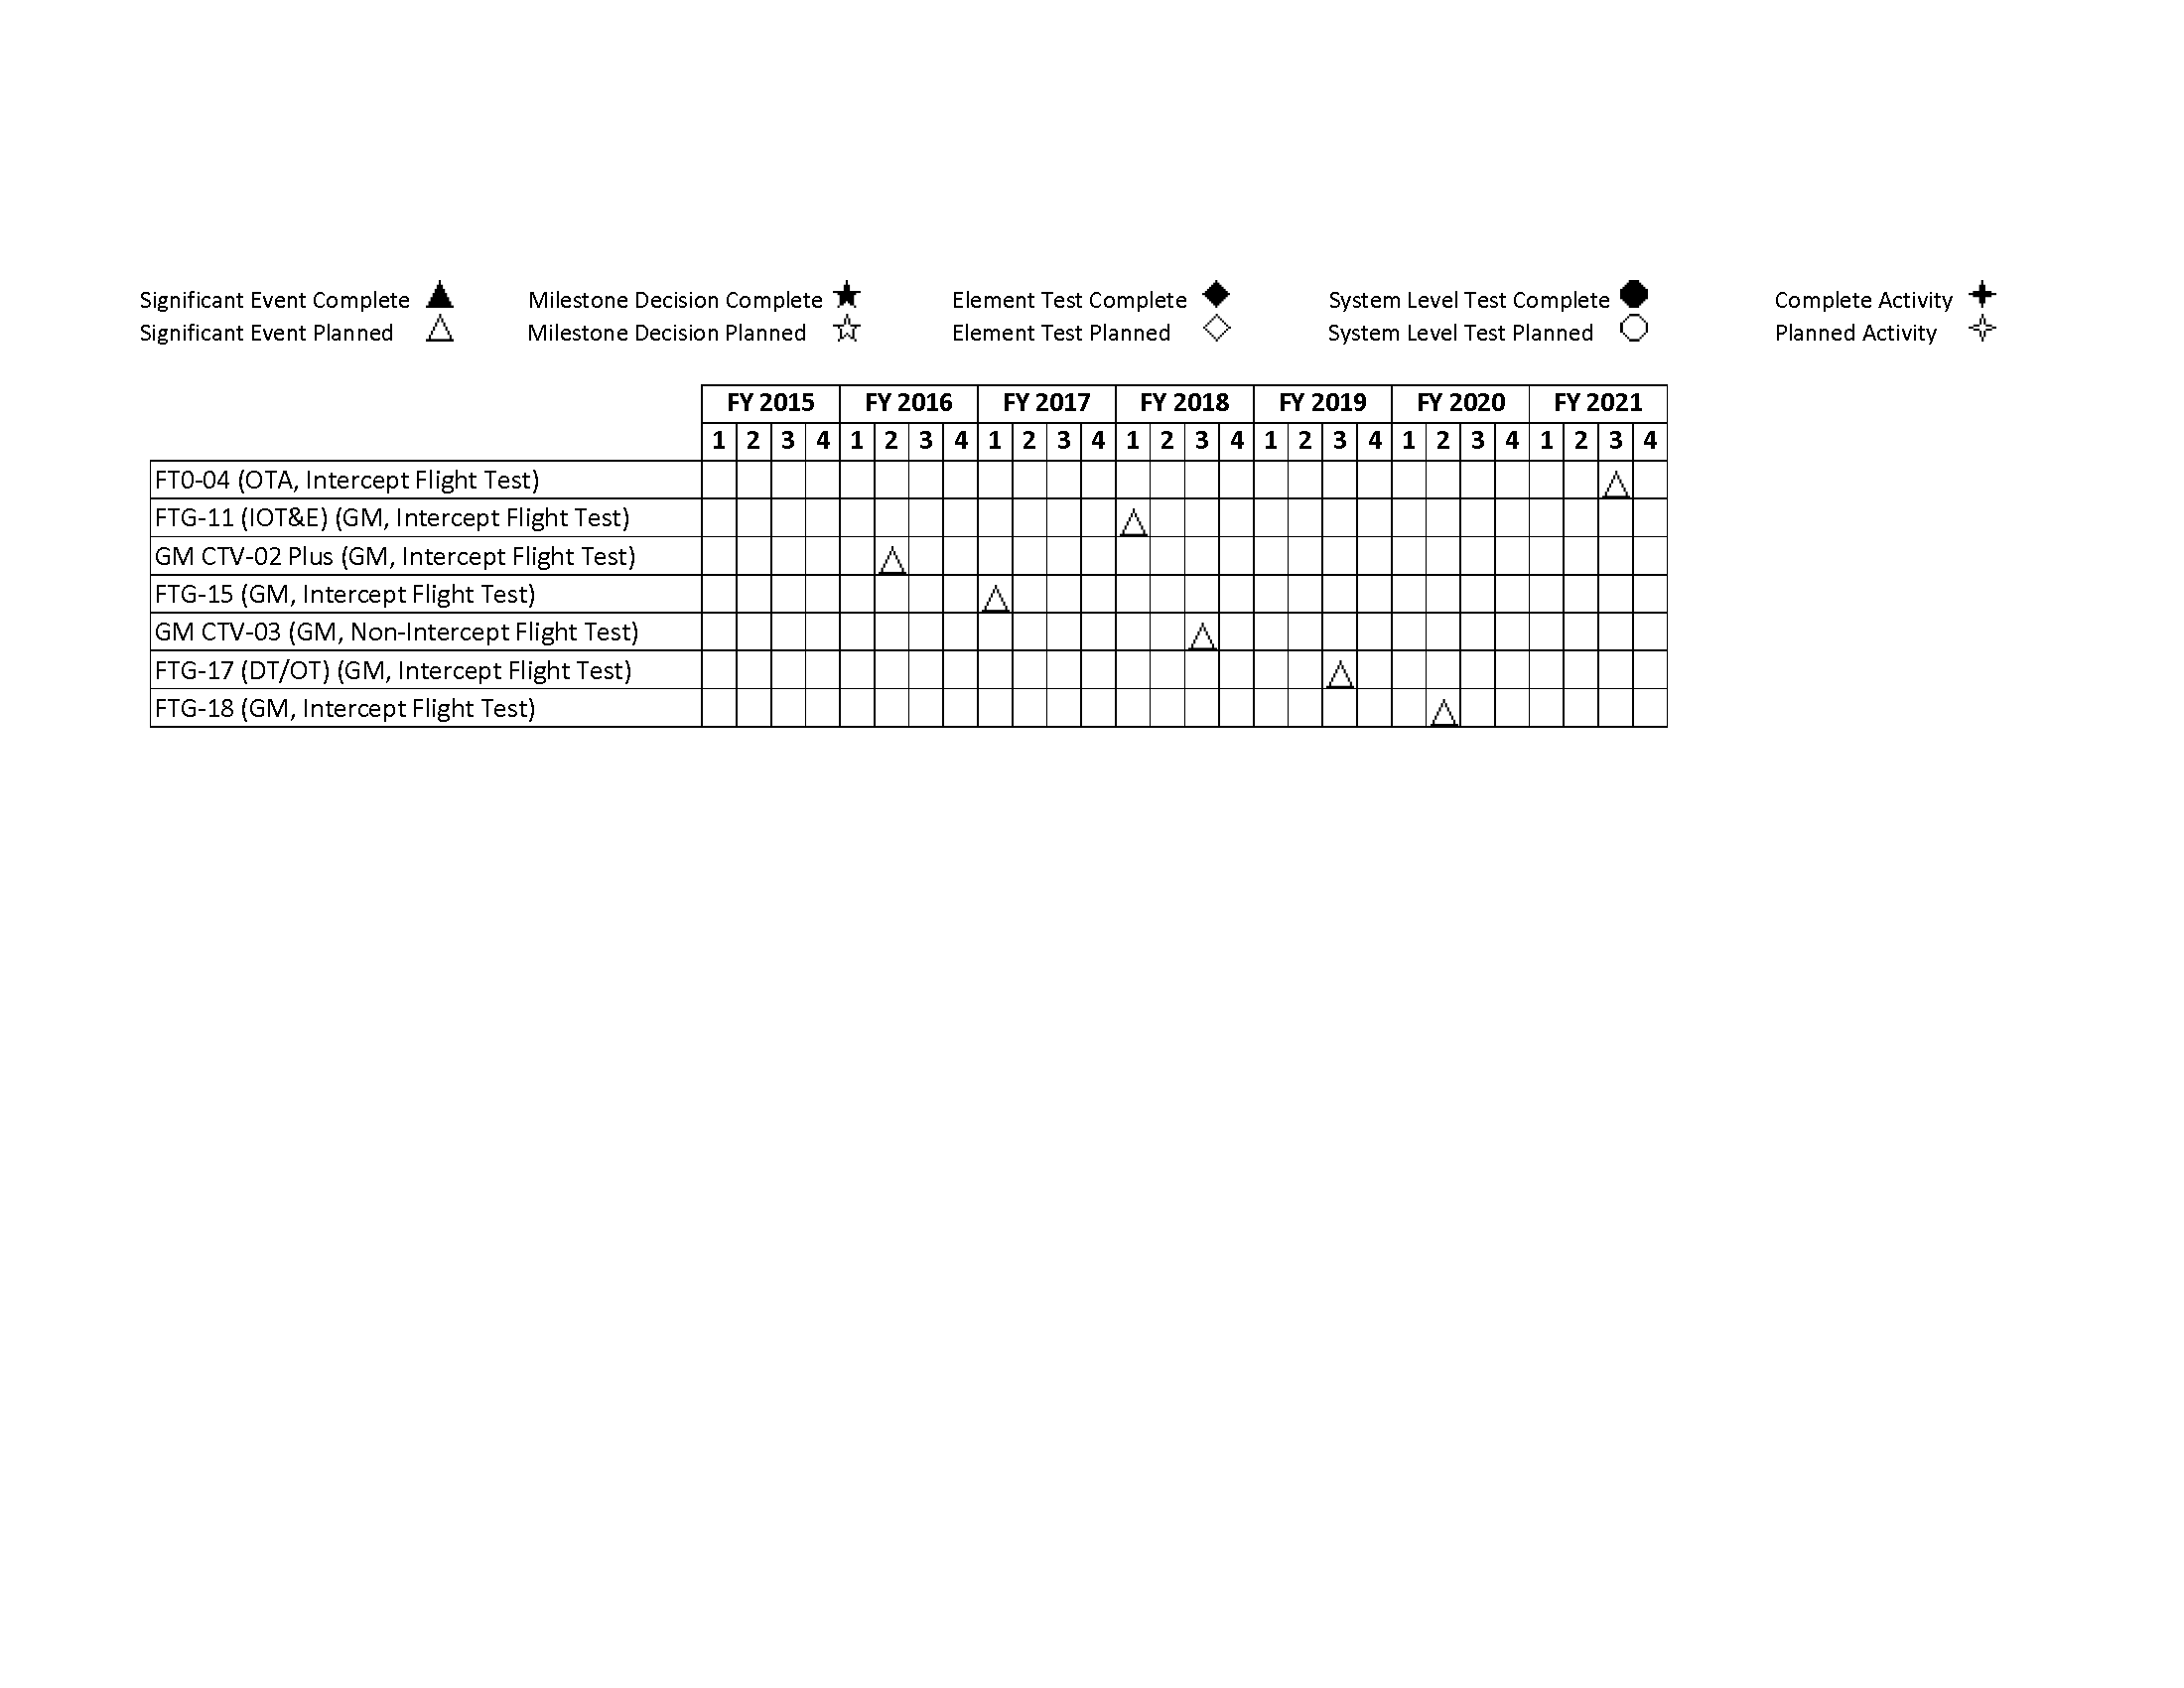 Significant Event Complete ▲ Milestone Decision Complete ★ Element Test Complete ◆ System Level Test Complete ● Complete Activity ✦
Significant Event Planned △ Milestone Decision Planned ☆ Element Test Planned ◇ System Level Test Planned ○ Planned Activity ✧
FY 2015 FY 2016 FY 2017 FY 2018 FY 2019 FY 2020 FY 2021
1 2 3 4 1 2 3 4 1 2 3 4 1 2 3 4 1 2 3 4 1 2 3 4 1 2 3 4
FT0-04 (OTA, Intercept Flight Test) △
FTG-11 (IOT&E) (GM, Intercept Flight Test) △
GM CTV-02 Plus (GM, Intercept Flight Test) △
FTG-15 (GM, Intercept Flight Test) △
GM CTV-03 (GM, Non-Intercept Flight Test) △
FTG-17 (DT/OT) (GM, Intercept Flight Test) △
FTG-18 (GM, Intercept Flight Test) △